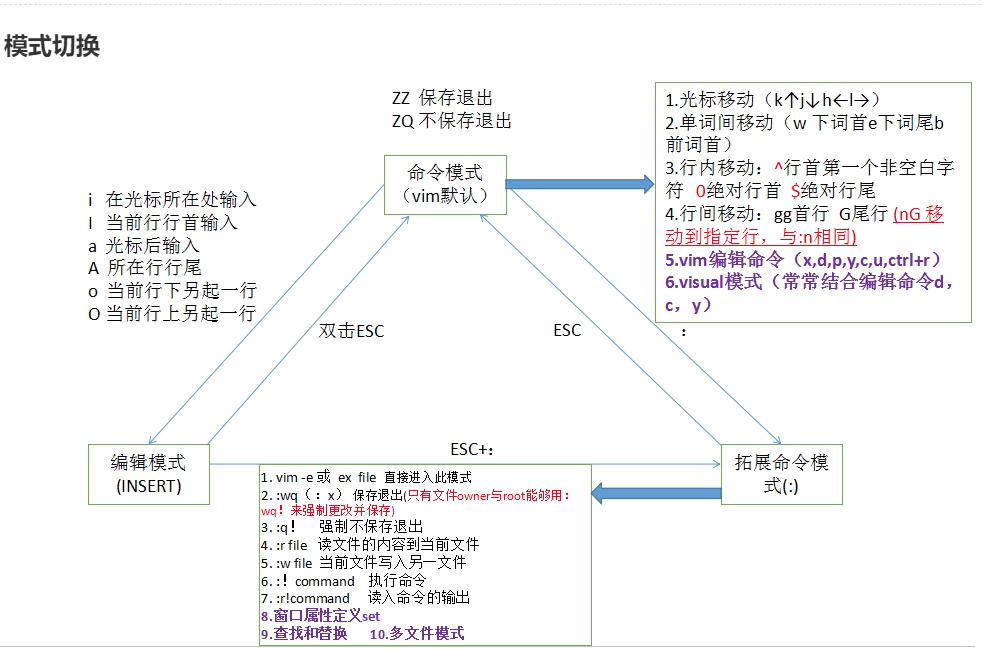 模式切换
ZZ 保存退出
ZQ 不保存退出
命令模式
（vim默认）
1.光标移动（k↑j↓h←l→）
2.单词间移动（w 下词首e下词尾b
前词首）
3.行内移动：^行首第一个非空白字
符 0绝对行首 $绝对行尾
4.行间移动：gg首行 G尾行 (nG 移
动到指定行，与:n相同)
5.vim编辑命令（x,d,p,y,c,u,ctrl+r）
6.visual模式（常常结合编辑命令d，
c，y）
i 在光标所在处输入
I 当前行行首输入
a 光标后输入
A 所在行行尾
o 当前行下另起一行
O 当前行上另起一行
双击ESC
ESC
：
编辑模式
(INSERT)
ESC+：
拓展命令模
式(:)
1. vim -e 或 ex file 直接进入此模式
2. :wq（：x） 保存退出(只有文件owner与root能够用：
wq！来强制更改并保存)
3. :q！ 强制不保存退出
4. :r file 读文件的内容到当前文件
5. :w file 当前文件写入另一文件
6. :！command 执行命令
7. :r!command 读入命令的输出
8.窗口属性定义set
9.查找和替换 10.多文件模式